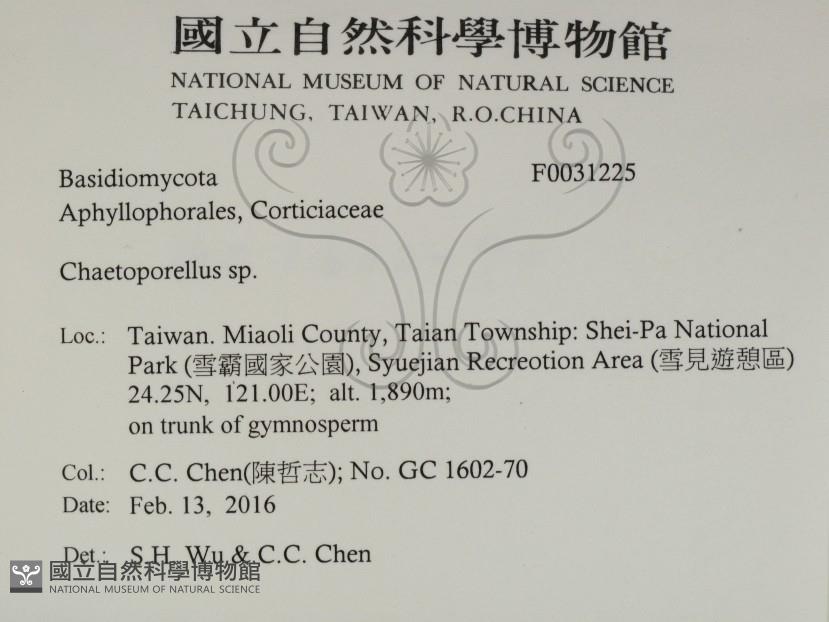 國立自然科學博物館
NATIONAL MUSEUM OF NATURAL SCIENCE
TAICHUNG, TAIWAN, R.O.CHINA
Basidiomycota F0031225
Aphyllophorales, Corticiaceae
Chaetoporellus sp.
Loc.: Taiwan. Miaoli County, Taian Township: Shei-Pa National
Park (雪霸國家公園), Syuejian Recreotion Area (雪見遊憩區)
24.25N, 121.00E; alt. 1,890m;
on trunk of gymnosperm
Col.: C.C. Chen(陳哲志); No. GC 1602-70
Date: Feb. 13, 2016
Det.: S.H. Wu & C.C. Chen
國立自然科學博物館
NATIONAL MUSEUM OF NATURAL SCIENCE